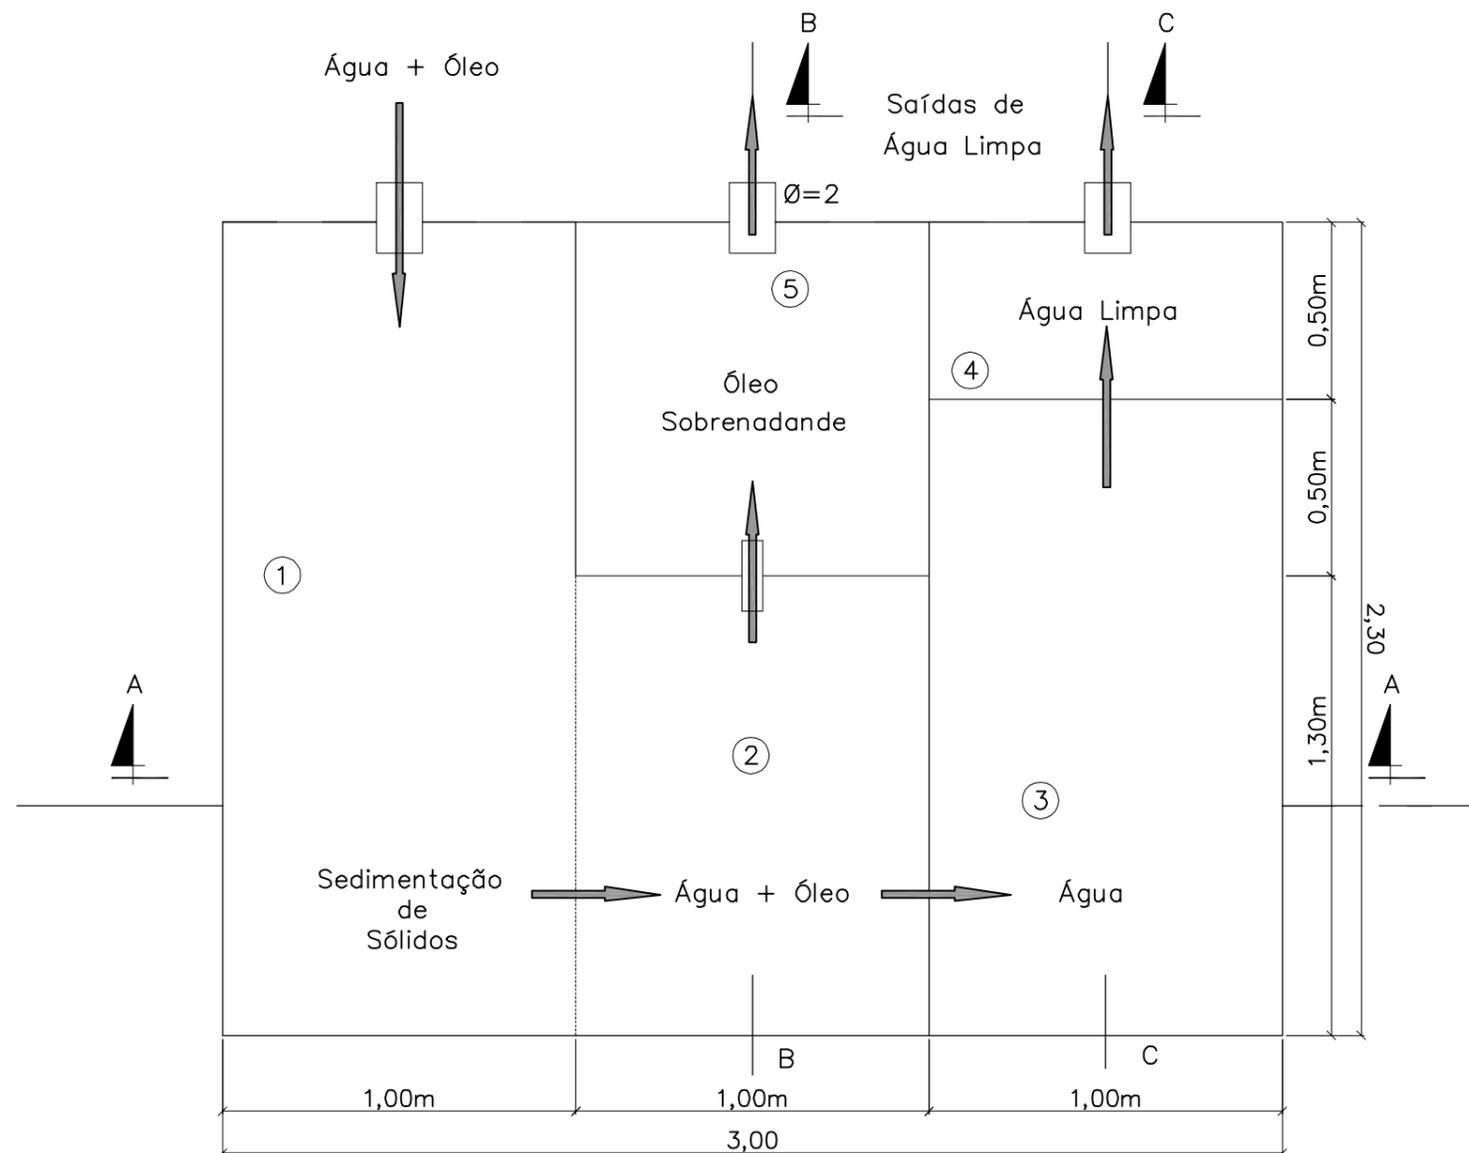 B
C
Água + Óleo
Saídas de
Água Limpa
Ø=2
5
Água Limpa
0,50m
4
Óleo
Sobrenadande
0,50m
1
2,30
A
A
1,30m
2
3
Sedimentação
de
Sólidos
Água + Óleo
Água
B
C
1,00m
1,00m
1,00m
3,00